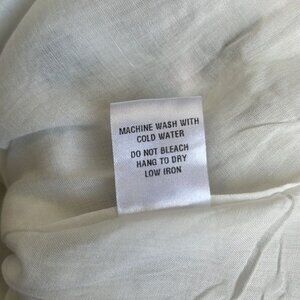 MACHINE WASH WITH
COLD WATER
DO NOT BLEACH
HANG TO DRY
LOW IRON